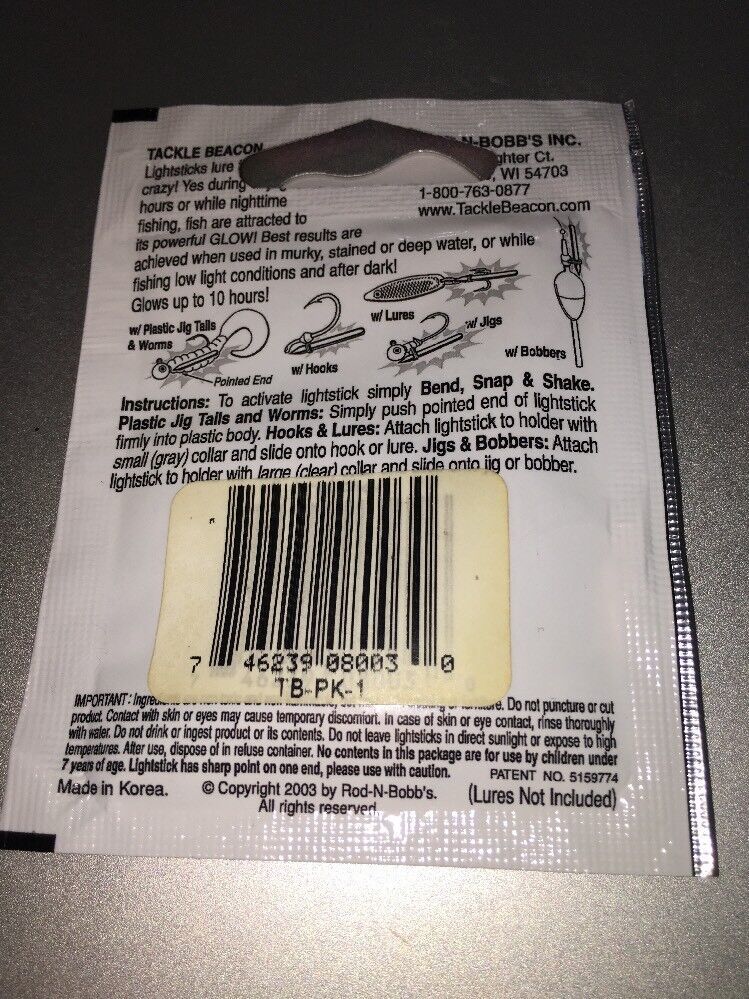 TACKLE BEACON
Lightsticks lure
crazy! Yes during
hours or while nighttime
fishing, fish are attracted to
its powerful GLOW! Best results are
achieved when used in murky, stained or deep water, or while
fishing low light conditions and after dark!
Glows up to 10 hours!
-N-BOBB'S INC.
ghter Ct.
, WI 54703
1-800-763-0877
www.TackleBeacon.com
w/ Plastic Jig Tails
& Worms
Pointed End
w/ Hooks
w/ Lures
w/ Jigs
w/ Bobbers
Instructions: To activate lightstick simply Bend, Snap & Shake.
Plastic Jig Tails and Worms: Simply push pointed end of lightstick
firmly into plastic body. Hooks & Lures: Attach lightstick to holder with
small (gray) collar and slide onto hook or lure. Jigs & Bobbers: Attach
lightstick to holder with large (clear) collar and slide onto jig or bobber.
7 46239 08003 0
TB-PK-1
IMPORTANT: Do not puncture or cut
product. Contact with skin or eyes may cause temporary discomfort. In case of skin or eye contact, rinse thoroughly
with water. Do not drink or ingest product or its contents. Do not leave lightsticks in direct sunlight or expose to high
temperatures. After use, dispose of in refuse container. No contents in this package are for use by children under
7 years of age. Lightstick has sharp point on one end, please use with caution.
PATENT NO. 5159774
Made in Korea.
© Copyright 2003 by Rod-N-Bobb's.
All rights reserved
(Lures Not Included)